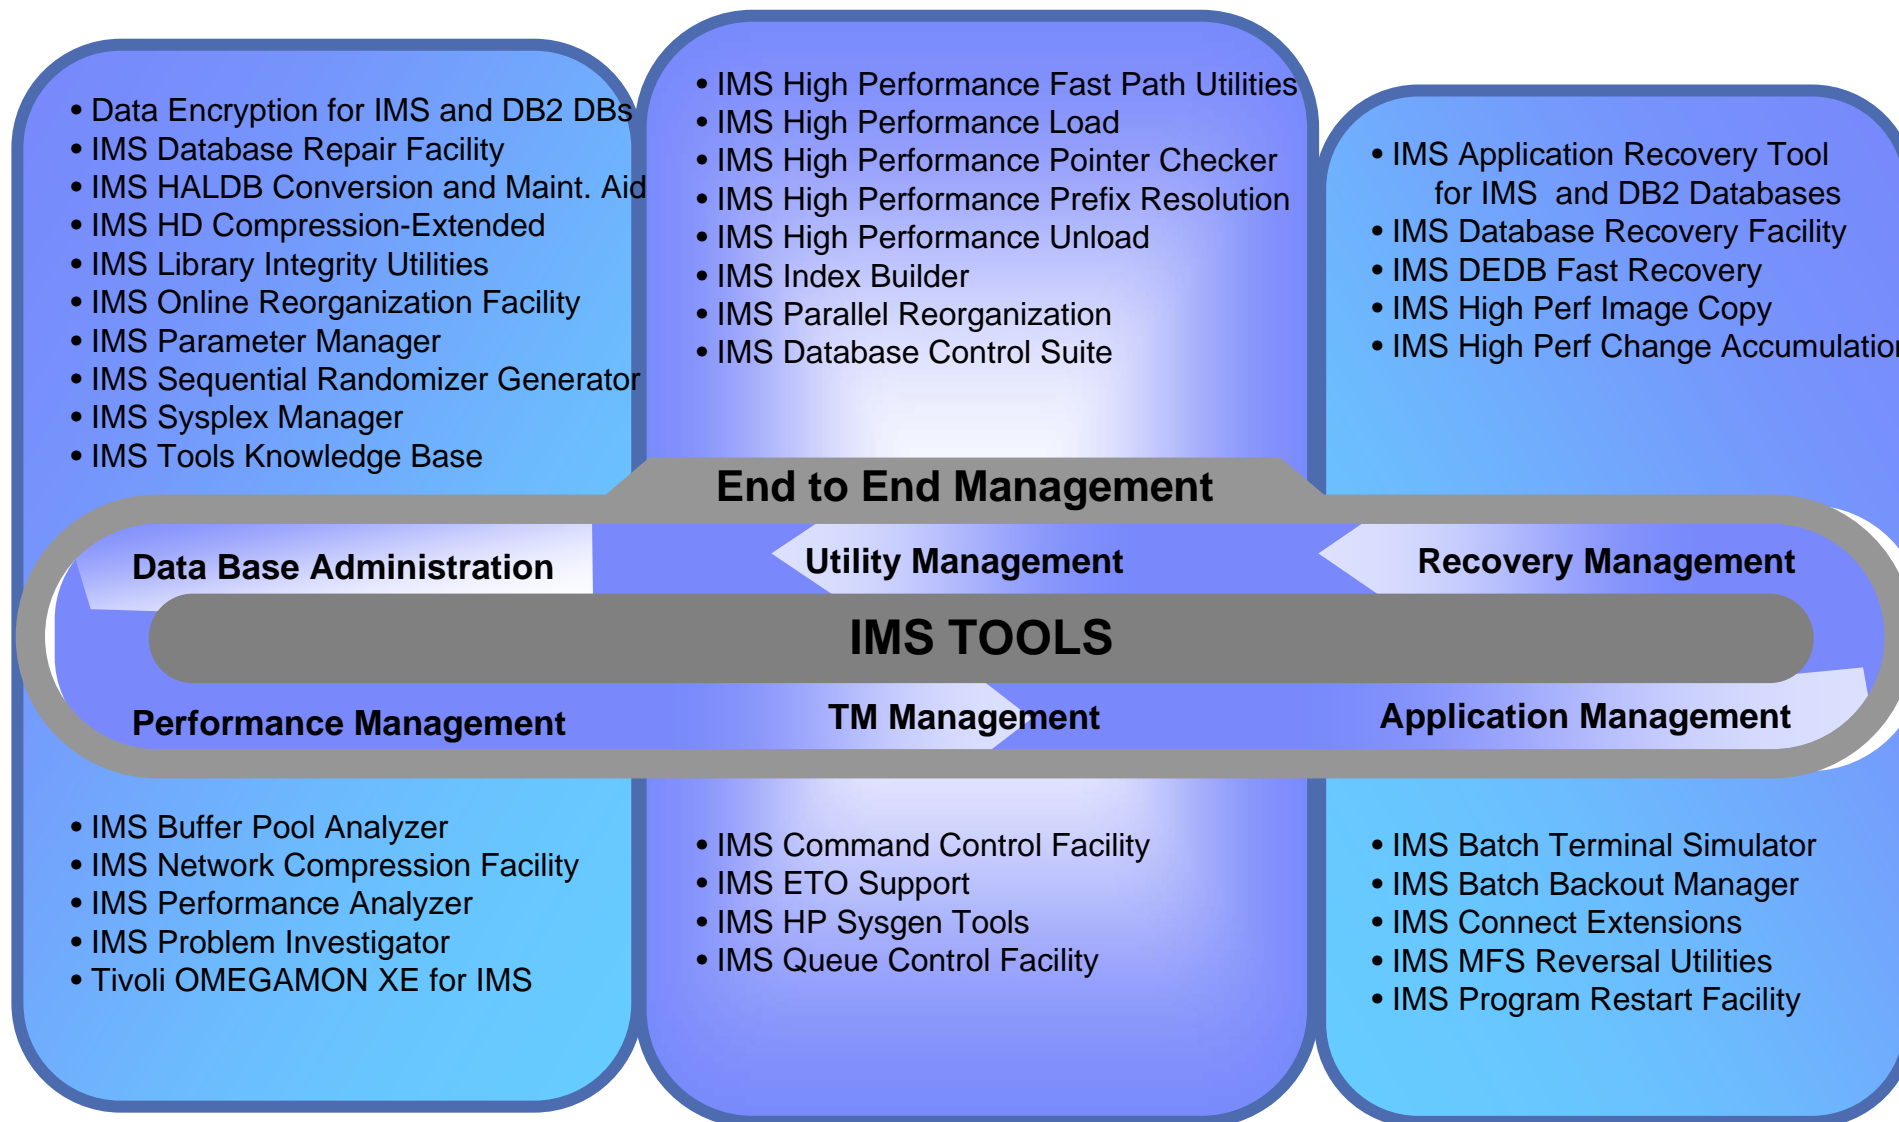 • Data Encryption for IMS and DB2 DBs
• IMS Database Repair Facility
• IMS HALDB Conversion and Maint. Aid
• IMS HD Compression-Extended
• IMS Library Integrity Utilities
• IMS Online Reorganization Facility
• IMS Parameter Manager
• IMS Sequential Randomizer Generator
• IMS Sysplex Manager
• IMS Tools Knowledge Base
• IMS High Performance Fast Path Utilities
• IMS High Performance Load
• IMS High Performance Pointer Checker
• IMS High Performance Prefix Resolution
• IMS High Performance Unload
• IMS Index Builder
• IMS Parallel Reorganization
• IMS Database Control Suite
• IMS Application Recovery Tool
for IMS and DB2 Databases
• IMS Database Recovery Facility
• IMS DEDB Fast Recovery
• IMS High Perf Image Copy
• IMS High Perf Change Accumulation
End to End Management
Data Base Administration
Utility Management
Recovery Management
IMS TOOLS
Performance Management
TM Management
Application Management
• IMS Buffer Pool Analyzer
• IMS Network Compression Facility
• IMS Performance Analyzer
• IMS Problem Investigator
• Tivoli OMEGAMON XE for IMS
• IMS Command Control Facility
• IMS ETO Support
• IMS HP Sysgen Tools
• IMS Queue Control Facility
• IMS Batch Terminal Simulator
• IMS Batch Backout Manager
• IMS Connect Extensions
• IMS MFS Reversal Utilities
• IMS Program Restart Facility